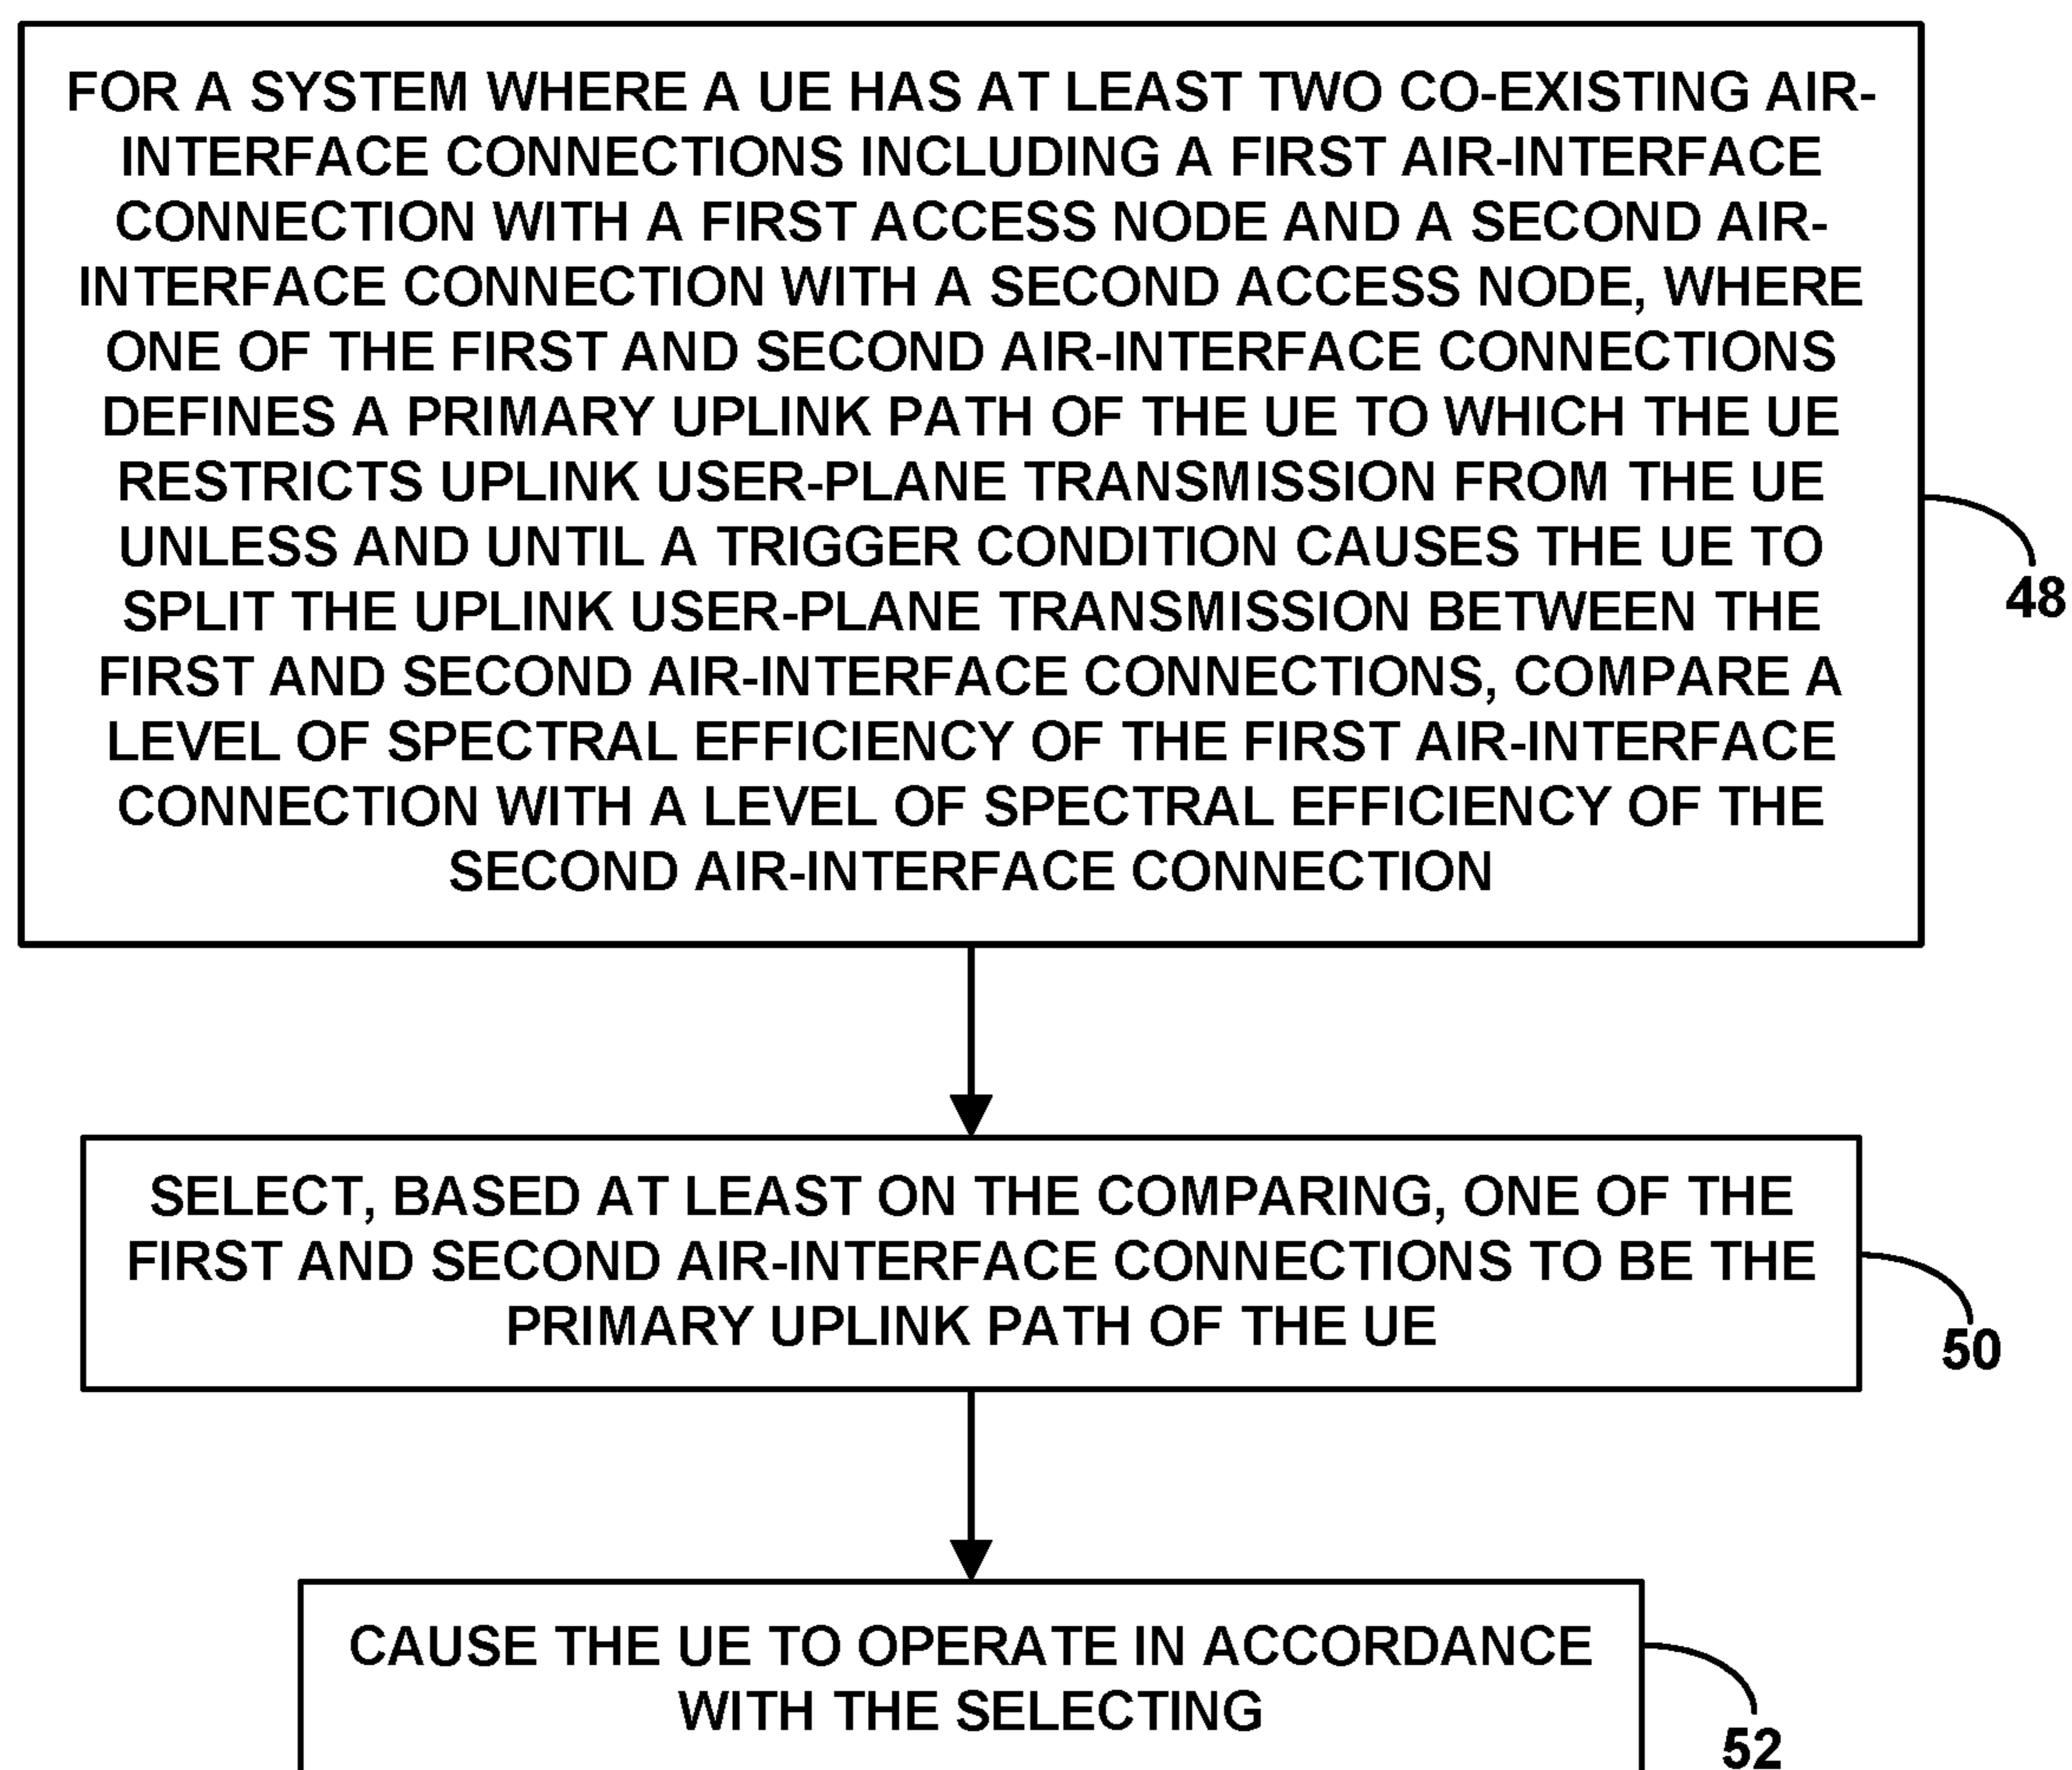 FOR A SYSTEM WHERE A UE HAS AT LEAST TWO CO-EXISTING AIR-
INTERFACE CONNECTIONS INCLUDING A FIRST AIR-INTERFACE
CONNECTION WITH A FIRST ACCESS NODE AND A SECOND AIR-
INTERFACE CONNECTION WITH A SECOND ACCESS NODE, WHERE
ONE OF THE FIRST AND SECOND AIR-INTERFACE CONNECTIONS
DEFINES A PRIMARY UPLINK PATH OF THE UE TO WHICH THE UE
RESTRICTS UPLINK USER-PLANE TRANSMISSION FROM THE UE
UNLESS AND UNTIL A TRIGGER CONDITION CAUSES THE UE TO
SPLIT THE UPLINK USER-PLANE TRANSMISSION BETWEEN THE
FIRST AND SECOND AIR-INTERFACE CONNECTIONS, COMPARE A
LEVEL OF SPECTRAL EFFICIENCY OF THE FIRST AIR-INTERFACE
CONNECTION WITH A LEVEL OF SPECTRAL EFFICIENCY OF THE
SECOND AIR-INTERFACE CONNECTION
48
SELECT, BASED AT LEAST ON THE COMPARING, ONE OF THE
FIRST AND SECOND AIR-INTERFACE CONNECTIONS TO BE THE
PRIMARY UPLINK PATH OF THE UE
50
CAUSE THE UE TO OPERATE IN ACCORDANCE
WITH THE SELECTING
52